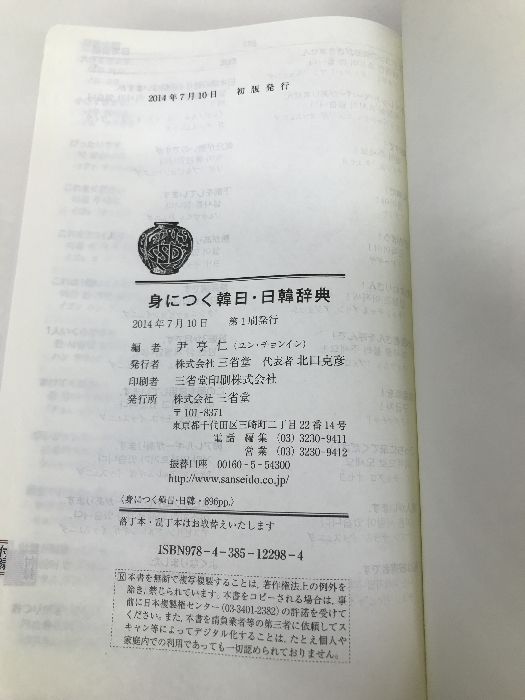 2014年7月10日 初版発行
SSD
身につく韓日・日韓辞典
2014年7月10日 第1刷発行
編者 尹亭仁(ユン・チョンイン)
発行者 株式会社 三省堂 代表者 北口克彦
印刷者 三省堂印刷株式会社
発行所 株式会社 三省堂
〒101-8371
東京都千代田区三崎町二丁目22番14号
電話 編集 (03) 3230-9411
営業 (03) 3230-9412
振替口座 00160-5-54300
http://www.sanseido.co.jp/
〈身につく韓日・日韓・896pp.〉
落丁本・乱丁本はお取替えいたします
ISBN978-4-385-12298-4
R本書を無断で複写複製することは、著作権法上の例外を
除き、禁じられています。本書をコピーされる場合は、事
前に日本複製権センター(03-3401-2382)の許諾を受けて
ください。また、本書を請負業者等の第三者に依頼してス
キャン等によってデジタル化することは、たとえ個人や
家庭内での利用であっても一切認められておりません。